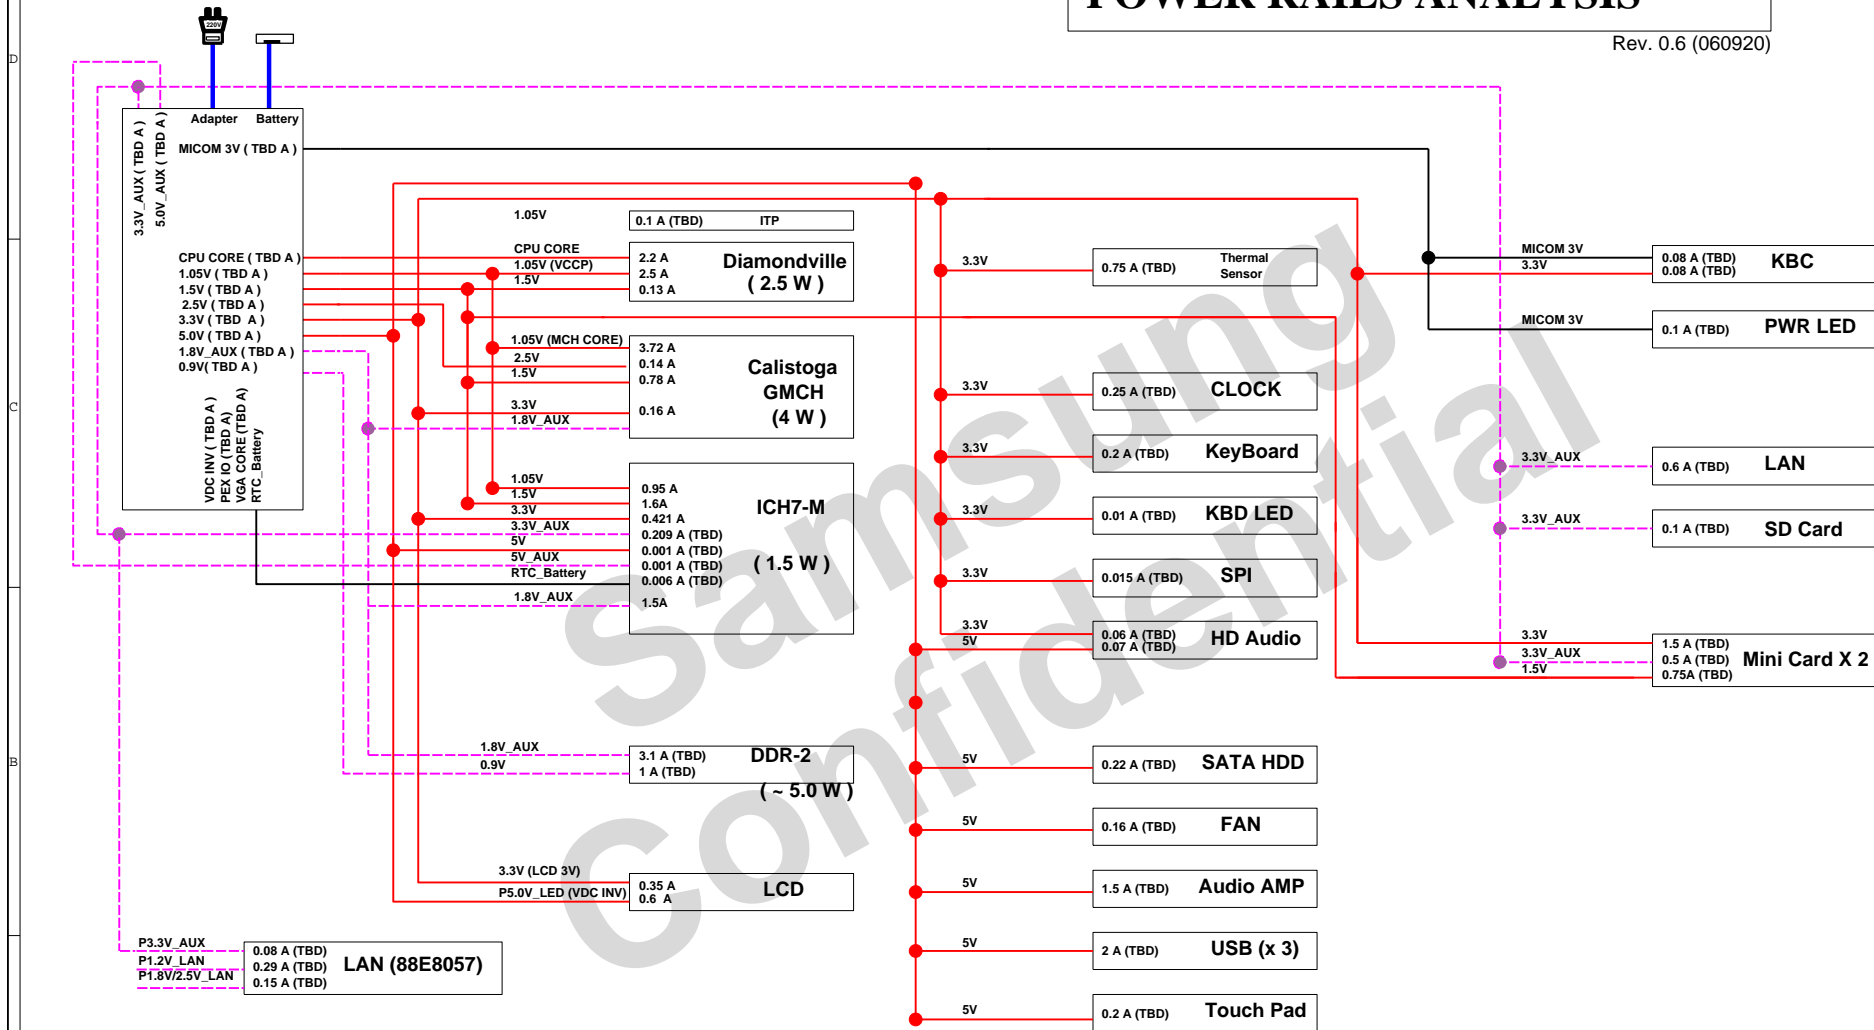 POWER RAILS ANALYSIS
Rev. 0.6 (060920)
D
C
B
220V
Adapter
Battery
3.3V_AUX ( TBD A )
5.0V_AUX ( TBD A )
MICOM 3V ( TBD A )
CPU CORE ( TBD A )
1.05V ( TBD A )
1.5V ( TBD A )
2.5V ( TBD A )
3.3V ( TBD A )
5.0V ( TBD A )
1.8V_AUX ( TBD A )
0.9V( TBD A )
VDC INV ( TBD A )
PEX IO (TBD A)
VGA CORE (TBD A)
RTC_Battery
1.05V
0.1 A (TBD)
ITP
CPU CORE
1.05V (VCCP)
1.5V
2.2 A
2.5 A
0.13 A
Diamondville
( 2.5 W )
1.05V (MCH CORE)
2.5V
1.5V
3.3V
1.8V_AUX
3.72 A
0.14 A
0.78 A
0.16 A
Calistoga
GMCH
(4 W )
1.05V
1.5V
3.3V
3.3V_AUX
5V
5V_AUX
RTC_Battery
1.8V_AUX
0.95 A
1.6A
0.421 A
0.209 A (TBD)
0.001 A (TBD)
0.001 A (TBD)
0.006 A (TBD)
1.5A
ICH7-M
( 1.5 W )
1.8V_AUX
0.9V
3.1 A (TBD)
1 A (TBD)
DDR-2
( ~ 5.0 W )
3.3V (LCD 3V)
P5.0V_LED (VDC INV)
0.35 A
0.6 A
LCD
P3.3V_AUX
P1.2V_LAN
P1.8V/2.5V_LAN
0.08 A (TBD)
0.29 A (TBD)
0.15 A (TBD)
LAN (88E8057)
3.3V
0.75 A (TBD)
Thermal
Sensor
3.3V
0.25 A (TBD)
CLOCK
3.3V
0.2 A (TBD)
KeyBoard
3.3V
0.01 A (TBD)
KBD LED
3.3V
0.015 A (TBD)
SPI
3.3V
5V
0.06 A (TBD)
0.07 A (TBD)
HD Audio
5V
0.22 A (TBD)
SATA HDD
5V
0.16 A (TBD)
FAN
5V
1.5 A (TBD)
Audio AMP
5V
2 A (TBD)
USB (x 3)
5V
0.2 A (TBD)
Touch Pad
MICOM 3V
3.3V
0.08 A (TBD)
0.08 A (TBD)
KBC
MICOM 3V
0.1 A (TBD)
PWR LED
3.3V_AUX
0.6 A (TBD)
LAN
3.3V_AUX
0.1 A (TBD)
SD Card
3.3V
3.3V_AUX
1.5V
1.5 A (TBD)
0.5 A (TBD)
0.75A (TBD)
Mini Card X 2
Samsung
Confidential